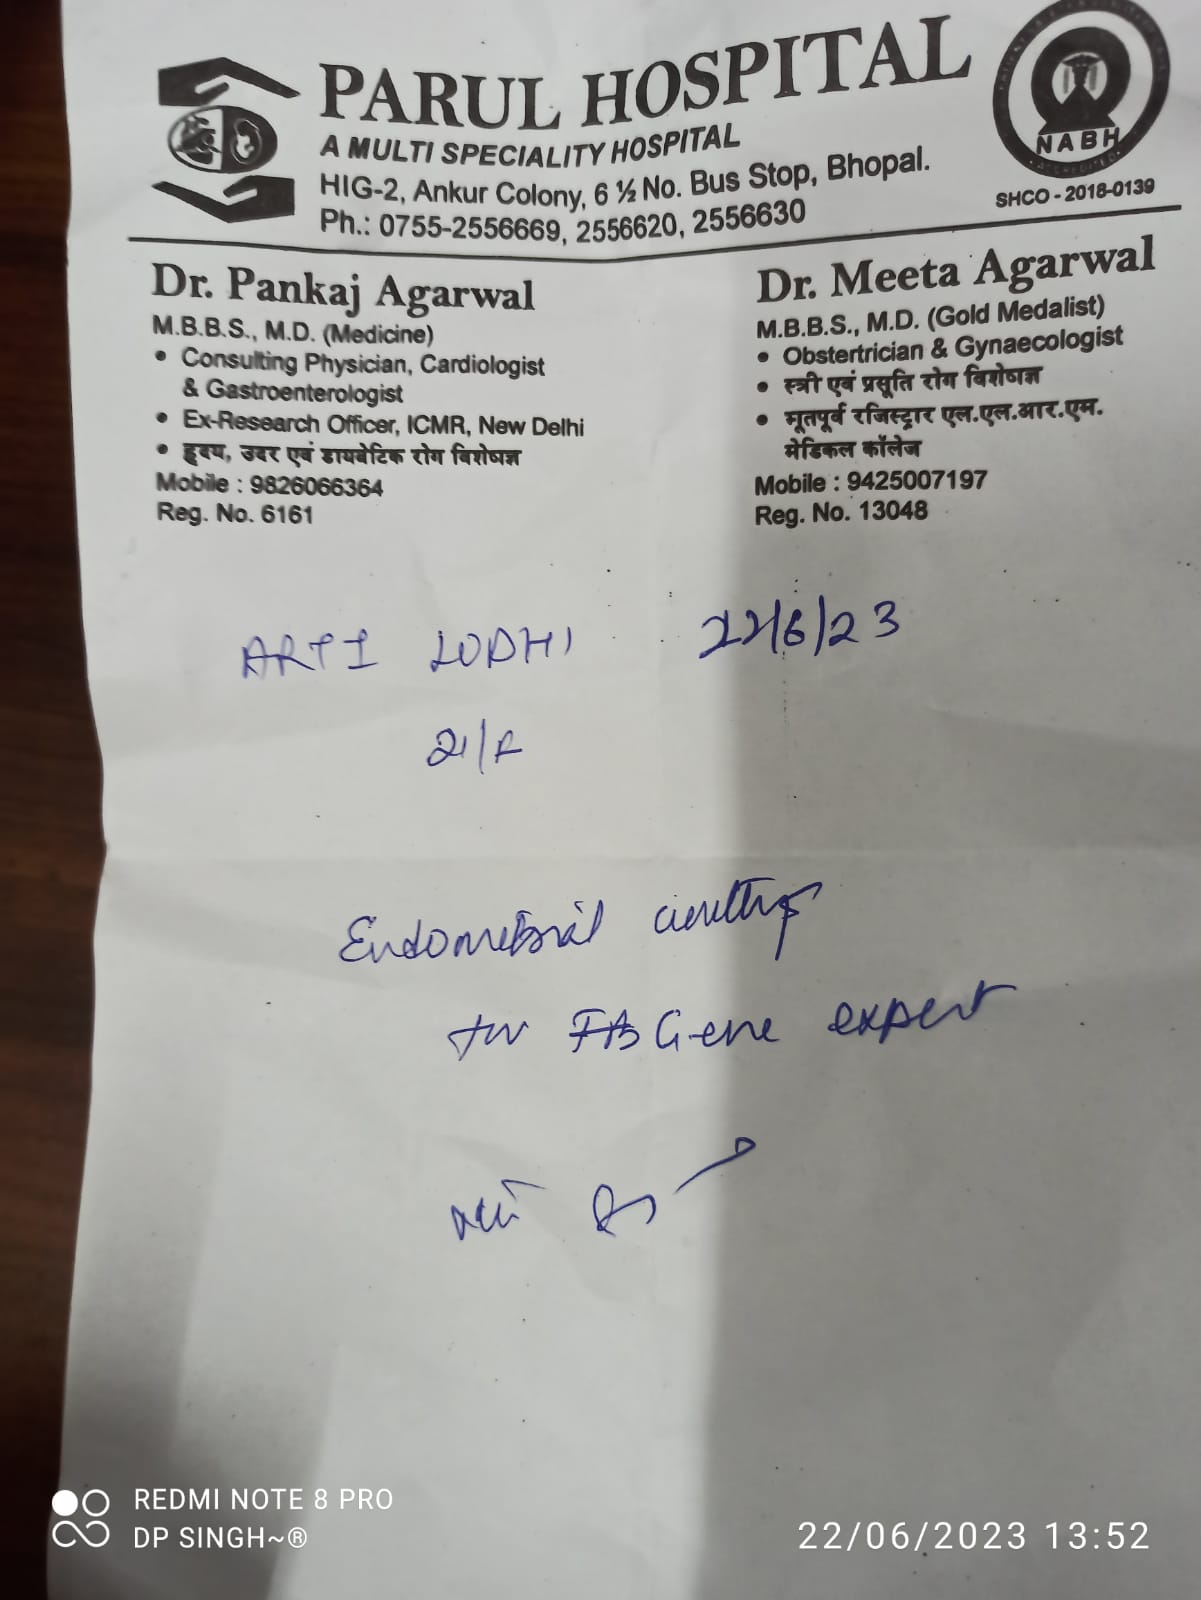 PARUL HOSPITAL
A MULTI SPECIALITY HOSPITAL
HIG-2, Ankur Colony, 6 ½ No. Bus Stop, Bhopal.
Ph.: 0755-2556669, 2556620, 2556630
NABH
ACCREDITED
SHCO - 2018-0139
Dr. Pankaj Agarwal
M.B.B.S., M.D. (Medicine)
• Consulting Physician, Cardiologist
& Gastroenterologist
• Ex-Research Officer, ICMR, New Delhi
• हृदय, उदर एवं डायबेटिक रोग विशेषज्ञ
Mobile : 9826066364
Reg. No. 6161
Dr. Meeta Agarwal
M.B.B.S., M.D. (Gold Medalist)
• Obstertrician & Gynaecologist
• स्त्री एवं प्रसूति रोग विशेषज्ञ
• भूतपूर्व रजिस्ट्रार एल.एल.आर.एम.
मेडिकल कॉलेज
Mobile : 9425007197
Reg. No. 13048
ARTI LODHI 22/6/23
21/F
Endometrial
for Gene expert
REDMI NOTE 8 PRO
DP SINGH~®
22/06/2023 13:52